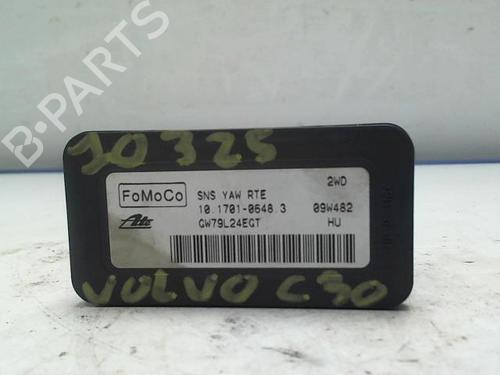 B-PARTS
10325
FoMoCo
SNS YAW RTE
2WD
10.1701-0648.3
09W482
Ate
GW79L24EGT
HU
VOLVO C30